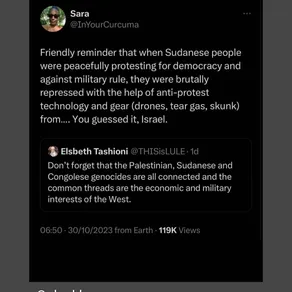 Sara
@InYourCurcuma
Friendly reminder that when Sudanese people
were peacefully protesting for democracy and
against military rule, they were brutally
repressed with the help of anti-protest
technology and gear (drones, tear gas, skunk)
from.... You guessed it, Israel.
Elsbeth Tashioni @THISisLULE · 1d
Don't forget that the Palestinian, Sudanese and
Congolese genocides are all connected and the
common threads are the economic and military
interests of the West.
06:50 · 30/10/2023 from Earth · 119K Views